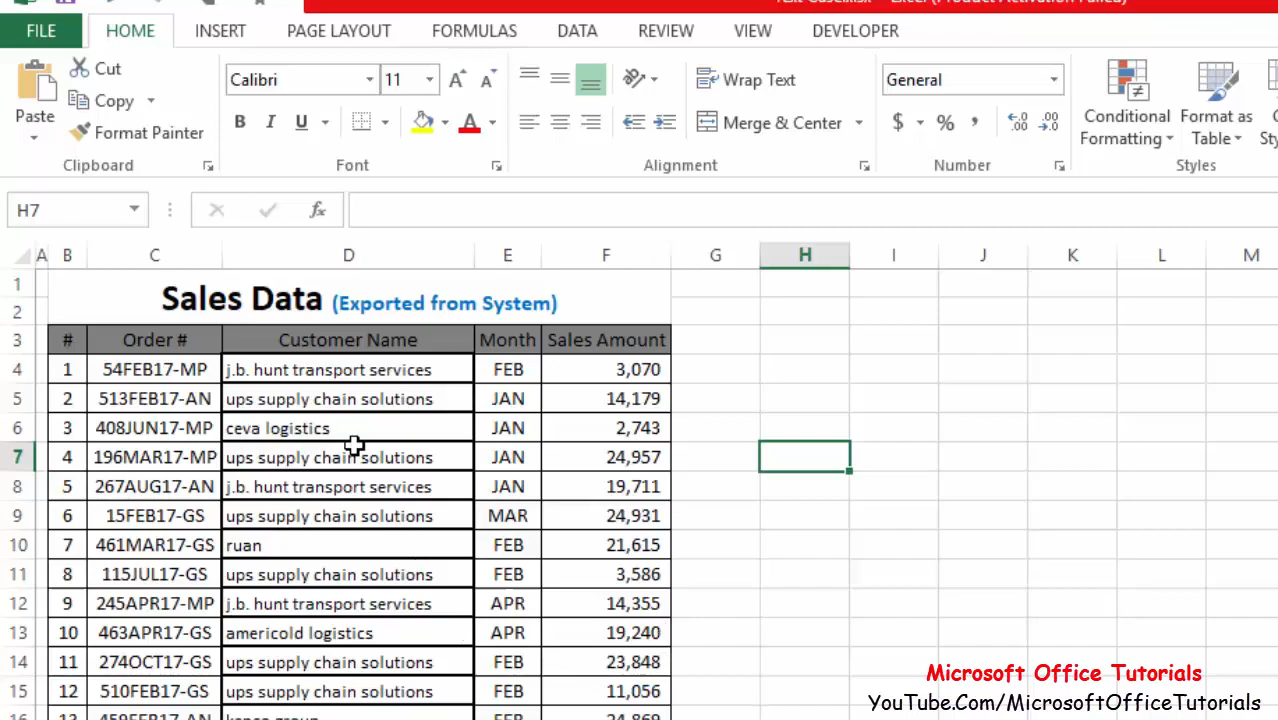 FILE HOME INSERT PAGE LAYOUT FORMULAS DATA REVIEW VIEW DEVELOPER
Paste
Cut
Copy
Format Painter
Calibri 11
B I U A
Wrap Text
Merge & Center
General
$ % ,
Conditional Formatting
Format as Table
Clipboard Font Alignment Number Styles
H7 fx
A B C D E F G H I J K L M
1
2
Sales Data (Exported from System)
3 # Order # Customer Name Month Sales Amount
4 1 54FEB17-MP j.b. hunt transport services FEB 3,070
5 2 513FEB17-AN ups supply chain solutions JAN 14,179
6 3 408JUN17-MP ceva logistics JAN 2,743
7 4 196MAR17-MP ups supply chain solutions JAN 24,957
8 5 267AUG17-AN j.b. hunt transport services JAN 19,711
9 6 15FEB17-GS ups supply chain solutions MAR 24,931
10 7 461MAR17-GS ruan FEB 21,615
11 8 115JUL17-GS ups supply chain solutions FEB 3,586
12 9 245APR17-MP j.b. hunt transport services APR 14,355
13 10 463APR17-GS americold logistics APR 19,240
14 11 274OCT17-GS ups supply chain solutions FEB 23,848
15 12 510FEB17-GS ups supply chain solutions FEB 11,056
Microsoft Office Tutorials
YouTube.Com/MicrosoftOfficeTutorials